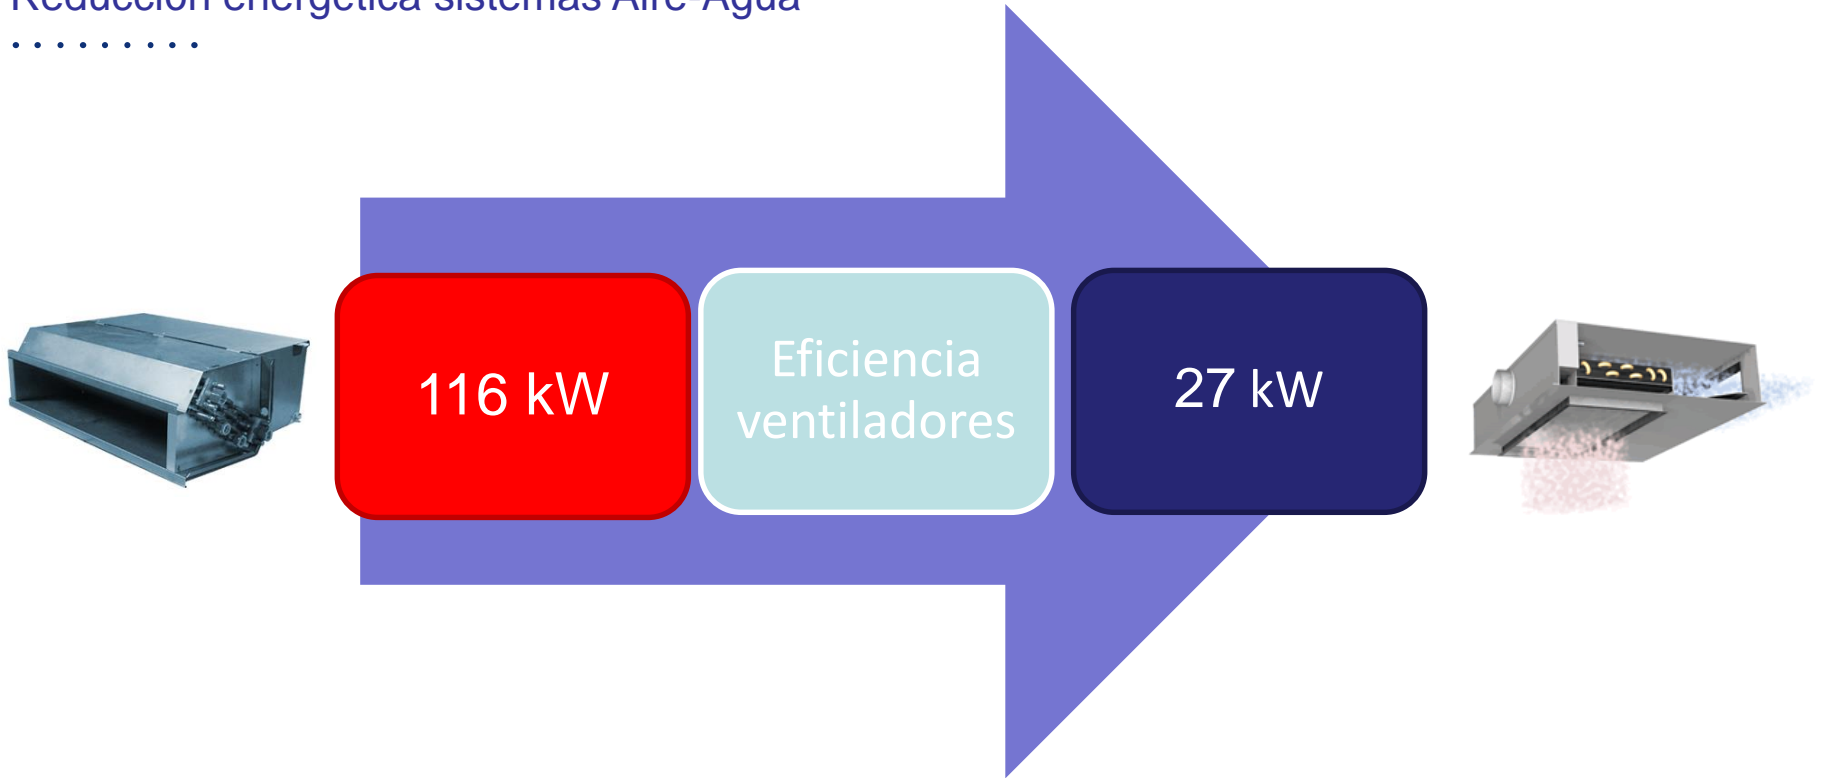 Reducción energética sistemas Aire-Agua
116 kW
Eficiencia
ventiladores
27 kW